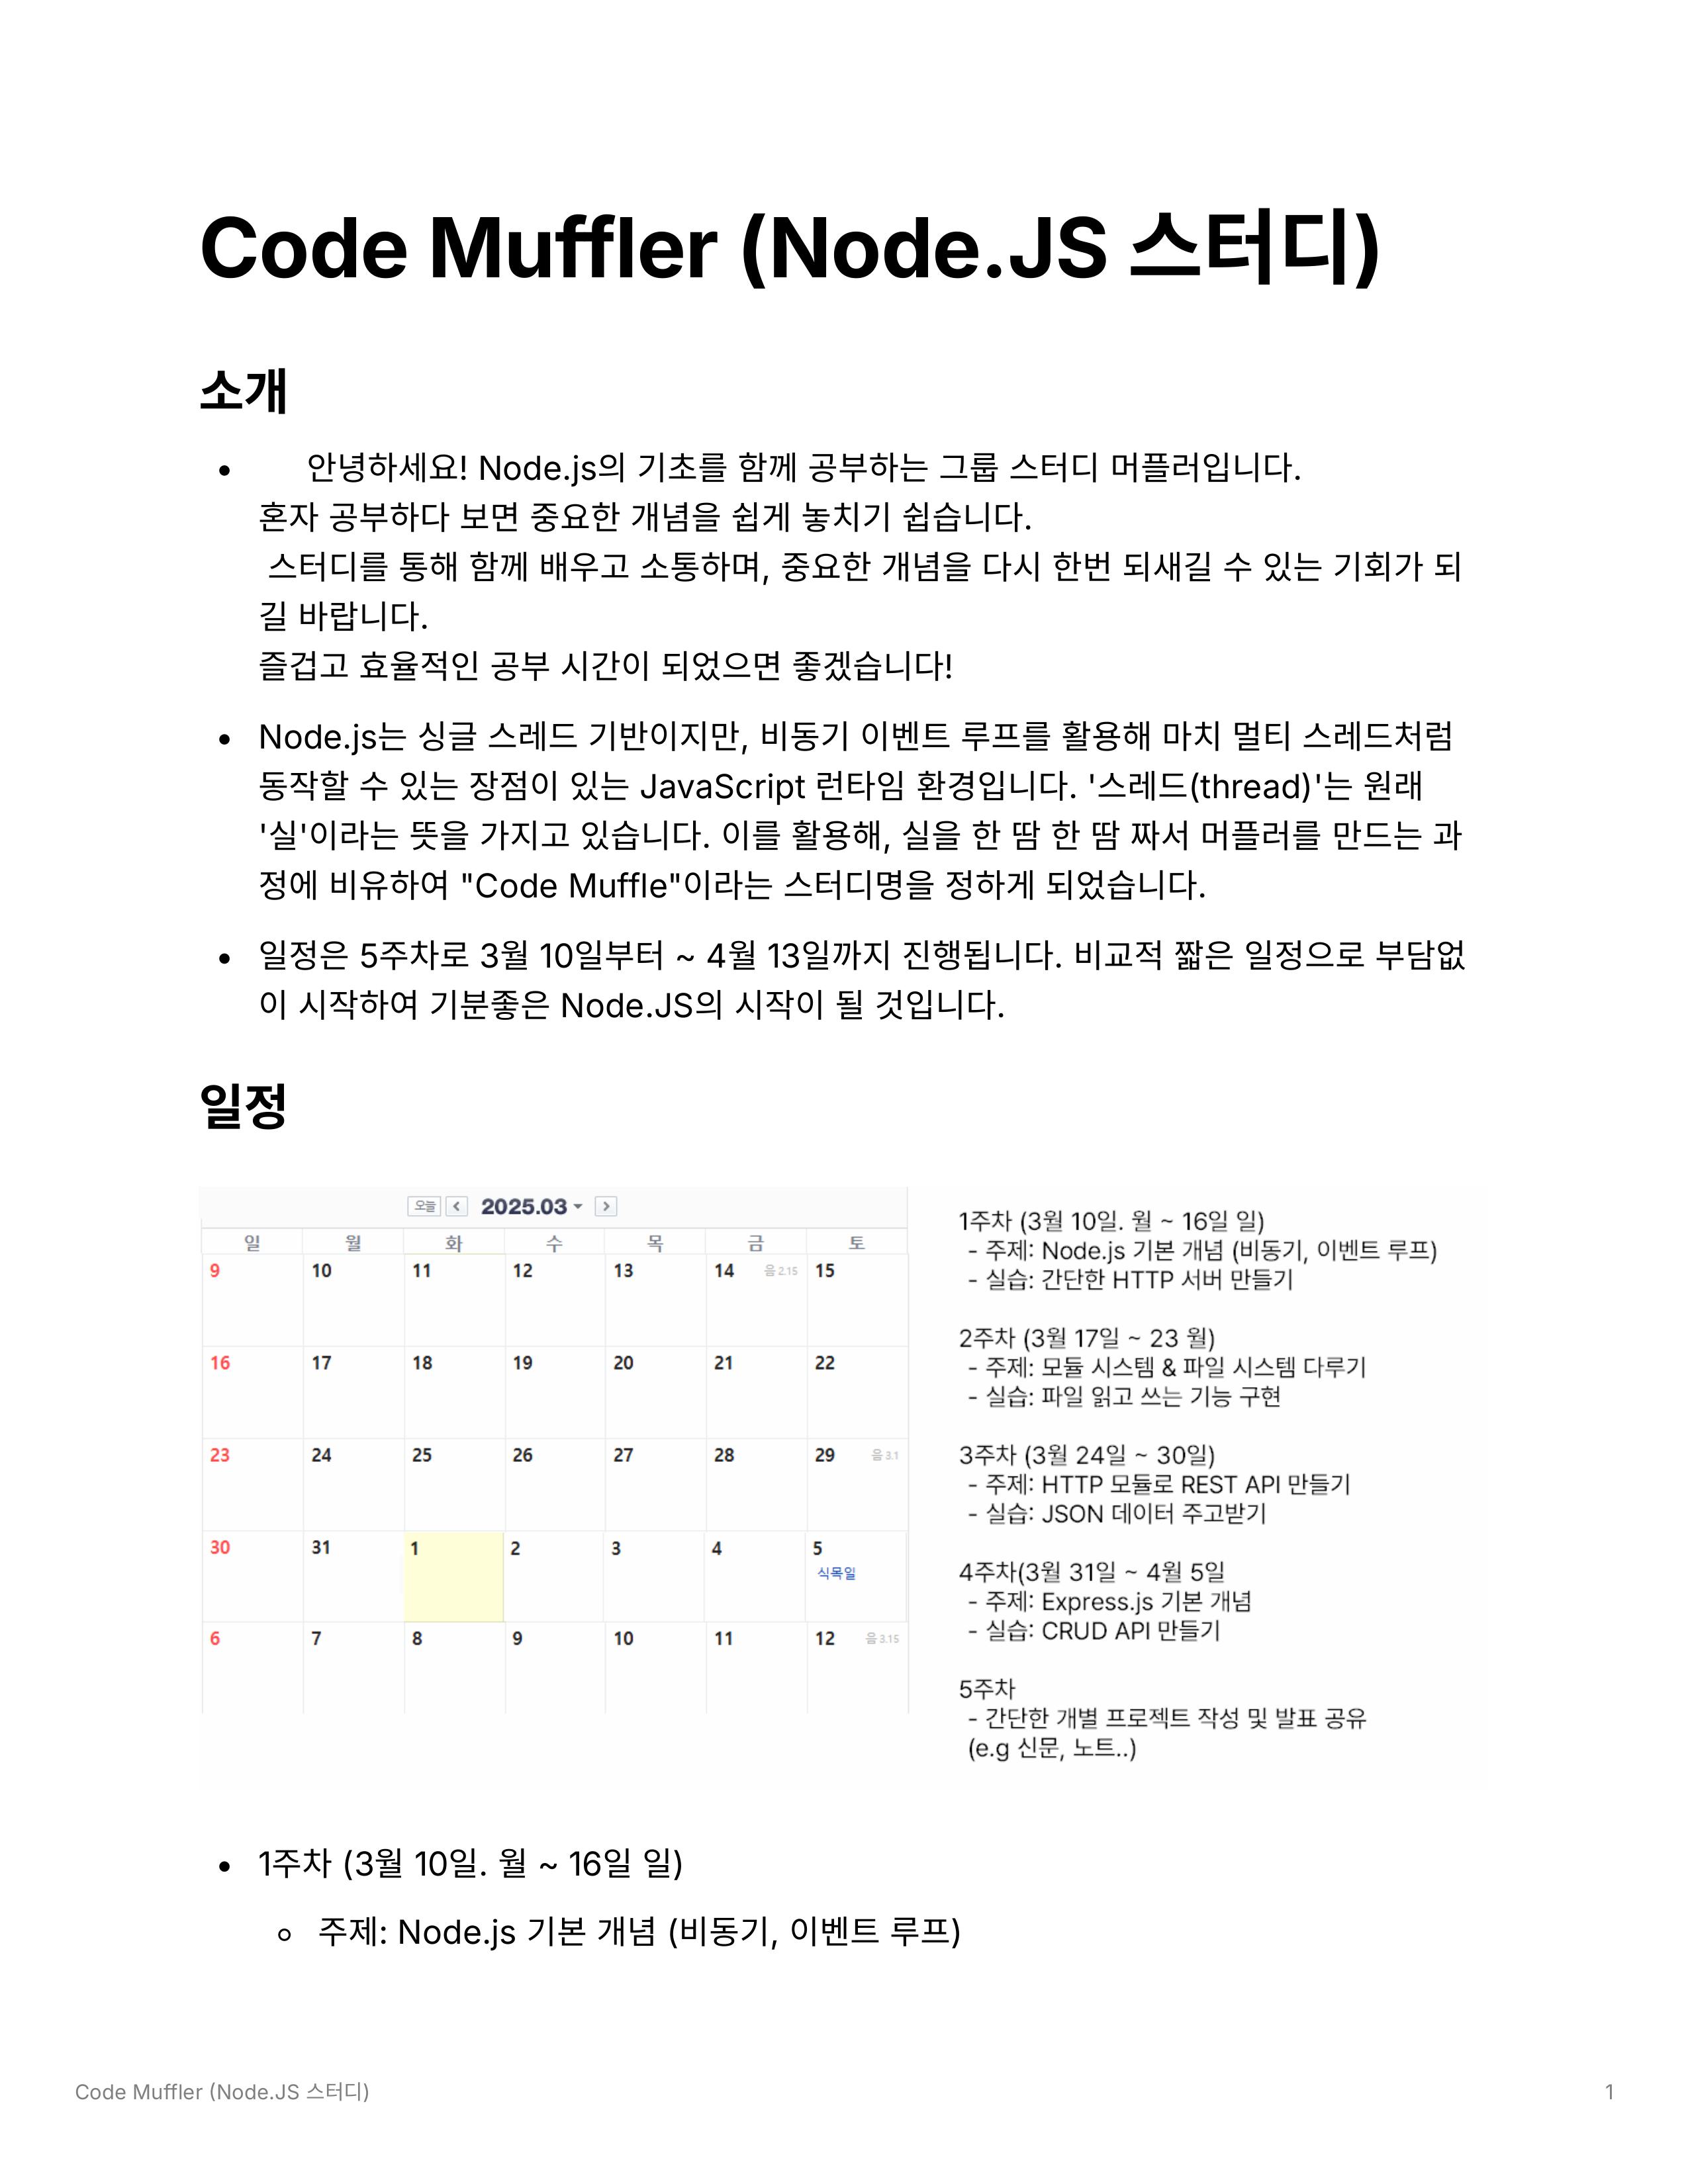 Code Muffler (Node.JS 스터디)
소개
• 안녕하세요! Node.js의 기초를 함께 공부하는 그룹 스터디 머플러입니다.
혼자 공부하다 보면 중요한 개념을 쉽게 놓치기 쉽습니다.
스터디를 통해 함께 배우고 소통하며, 중요한 개념을 다시 한번 되새길 수 있는 기회가 되
길 바랍니다.
즐겁고 효율적인 공부 시간이 되었으면 좋겠습니다!
• Node.js는 싱글 스레드 기반이지만, 비동기 이벤트 루프를 활용해 마치 멀티 스레드처럼
동작할 수 있는 장점이 있는 JavaScript 런타임 환경입니다. '스레드(thread)'는 원래
'실'이라는 뜻을 가지고 있습니다. 이를 활용해, 실을 한 땀 한 땀 짜서 머플러를 만드는 과
정에 비유하여 "Code Muffle"이라는 스터디명을 정하게 되었습니다.
• 일정은 5주차로 3월 10일부터 ~ 4월 13일까지 진행됩니다. 비교적 짧은 일정으로 부담없
이 시작하여 기분좋은 Node.JS의 시작이 될 것입니다.
일정
오늘 < 2025.03 >
일 월 화 수 목 금 토
9 10 11 12 13 14 음 2.15 15
16 17 18 19 20 21 22
23 24 25 26 27 28 29 음 3.1
30 31 1 2 3 4 5
식목일
6 7 8 9 10 11 12 음 3.15
1주차 (3월 10일. 월 ~ 16일 일)
- 주제: Node.js 기본 개념 (비동기, 이벤트 루프)
- 실습: 간단한 HTTP 서버 만들기
2주차 (3월 17일 ~ 23 월)
- 주제: 모듈 시스템 & 파일 시스템 다루기
- 실습: 파일 읽고 쓰는 기능 구현
3주차 (3월 24일 ~ 30일)
- 주제: HTTP 모듈로 REST API 만들기
- 실습: JSON 데이터 주고받기
4주차(3월 31일 ~ 4월 5일
- 주제: Express.js 기본 개념
- 실습: CRUD API 만들기
5주차
- 간단한 개별 프로젝트 작성 및 발표 공유
(e.g 신문, 노트..)
• 1주차 (3월 10일. 월 ~ 16일 일)
◦ 주제: Node.js 기본 개념 (비동기, 이벤트 루프)
Code Muffler (Node.JS 스터디) 1